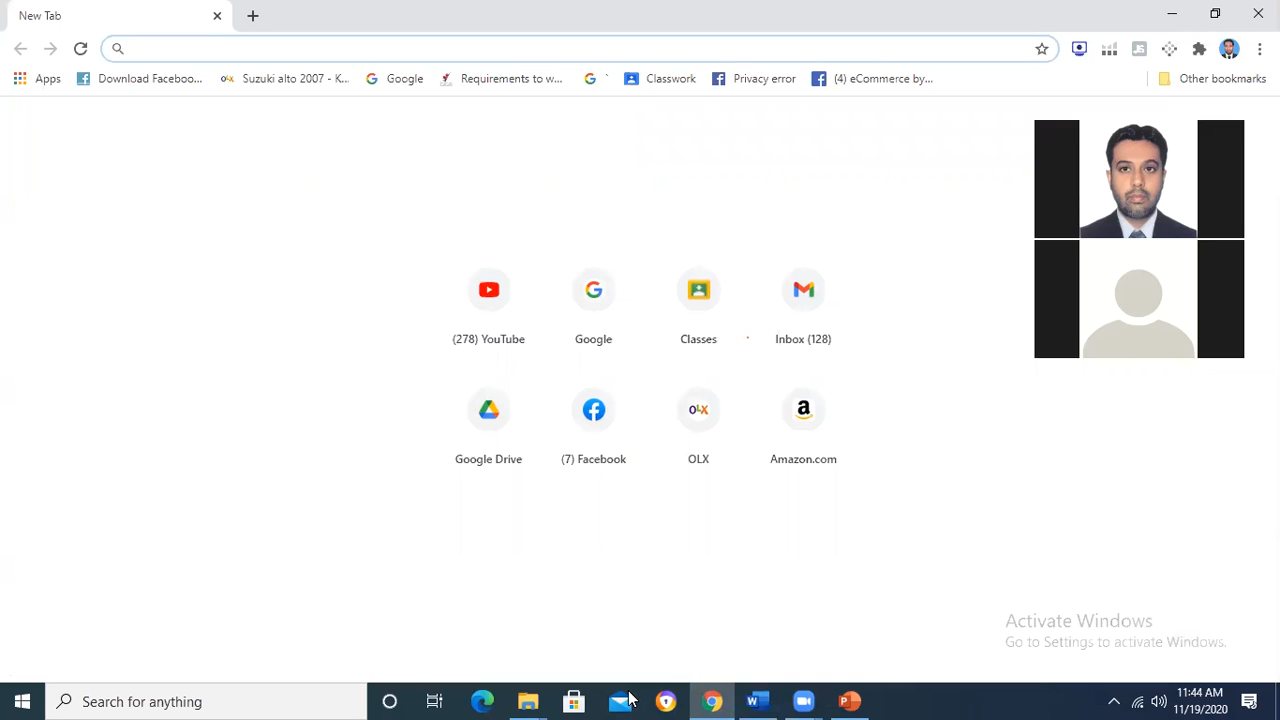 New Tab
Apps
Download Faceboo...
Suzuki alto 2007 - K...
Google
Requirements to w...
`
Classwork
Privacy error
(4) eCommerce by...
Other bookmarks
(278) YouTube
Google
Classes
Inbox (128)
Google Drive
(7) Facebook
OLX
Amazon.com
Activate Windows
Go to Settings to activate Windows.
Search for anything
11:44 AM
11/19/2020